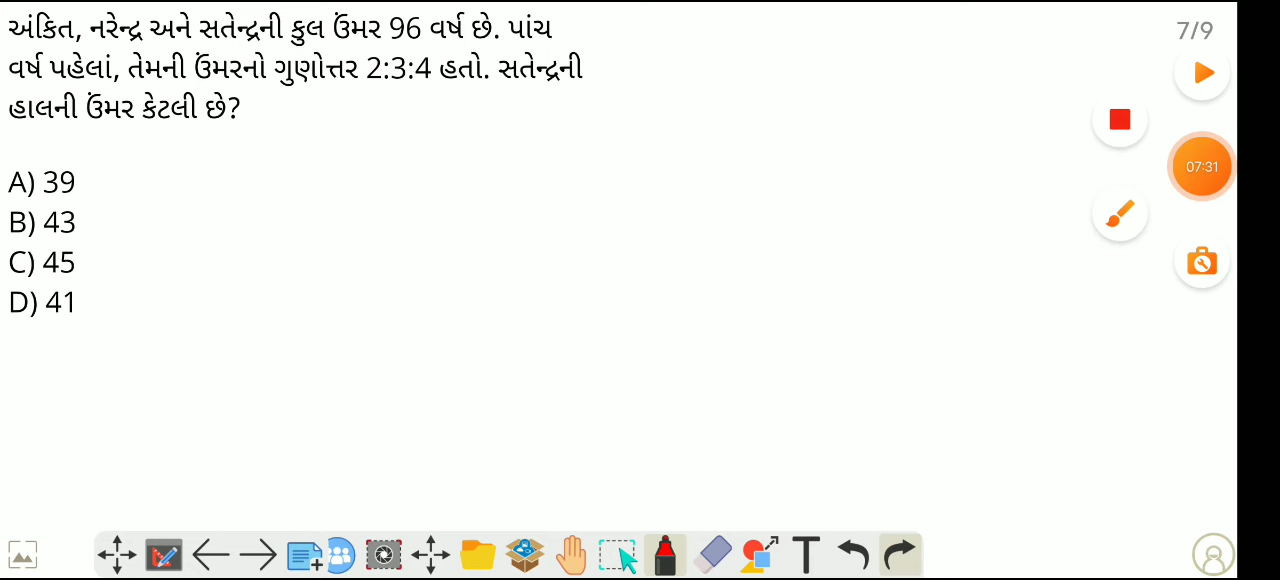 અંકિત, નરેન્દ્ર અને સતેન્દ્રની કુલ ઉંમર 96 વર્ષ છે. પાંચ
વર્ષ પહેલાં, તેમની ઉંમરનો ગુણોત્તર 2:3:4 હતો. સતેન્દ્રની
હાલની ઉંમર કેટલી છે?
A) 39
B) 43
C) 45
D) 41
7/9
07:31